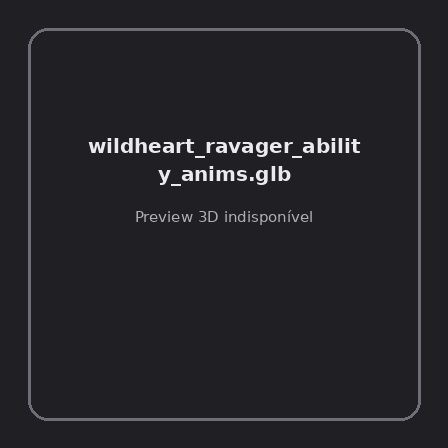 wildheart_ravager_abilit
y_anims.glb
Preview 3D indisponível